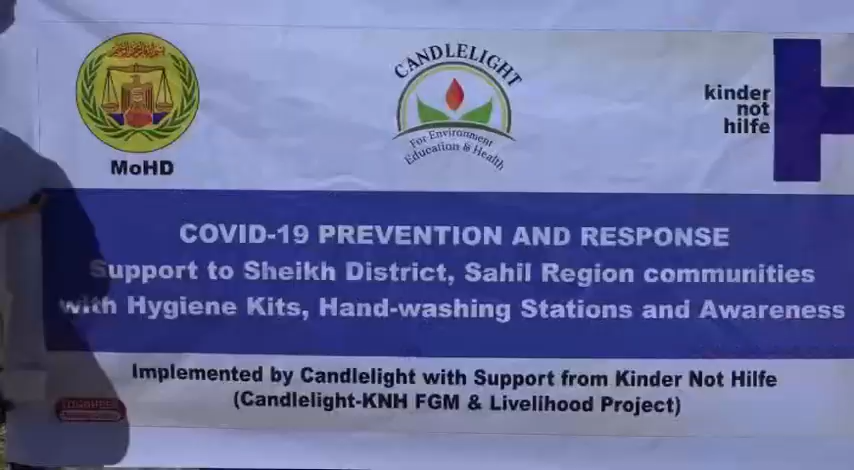 CANDLELIGHT
For Environment
Education & Health
MoHD
kinder
not
hilfe
COVID-19 PREVENTION AND RESPONSE
Support to Sheikh District, Sahil Region communities
with Hygiene Kits, Hand-washing Stations and Awareness
Implemented by Candlelight with Support from Kinder Not Hilfe
(Candlelight-KNH FGM & Livelihood Project)